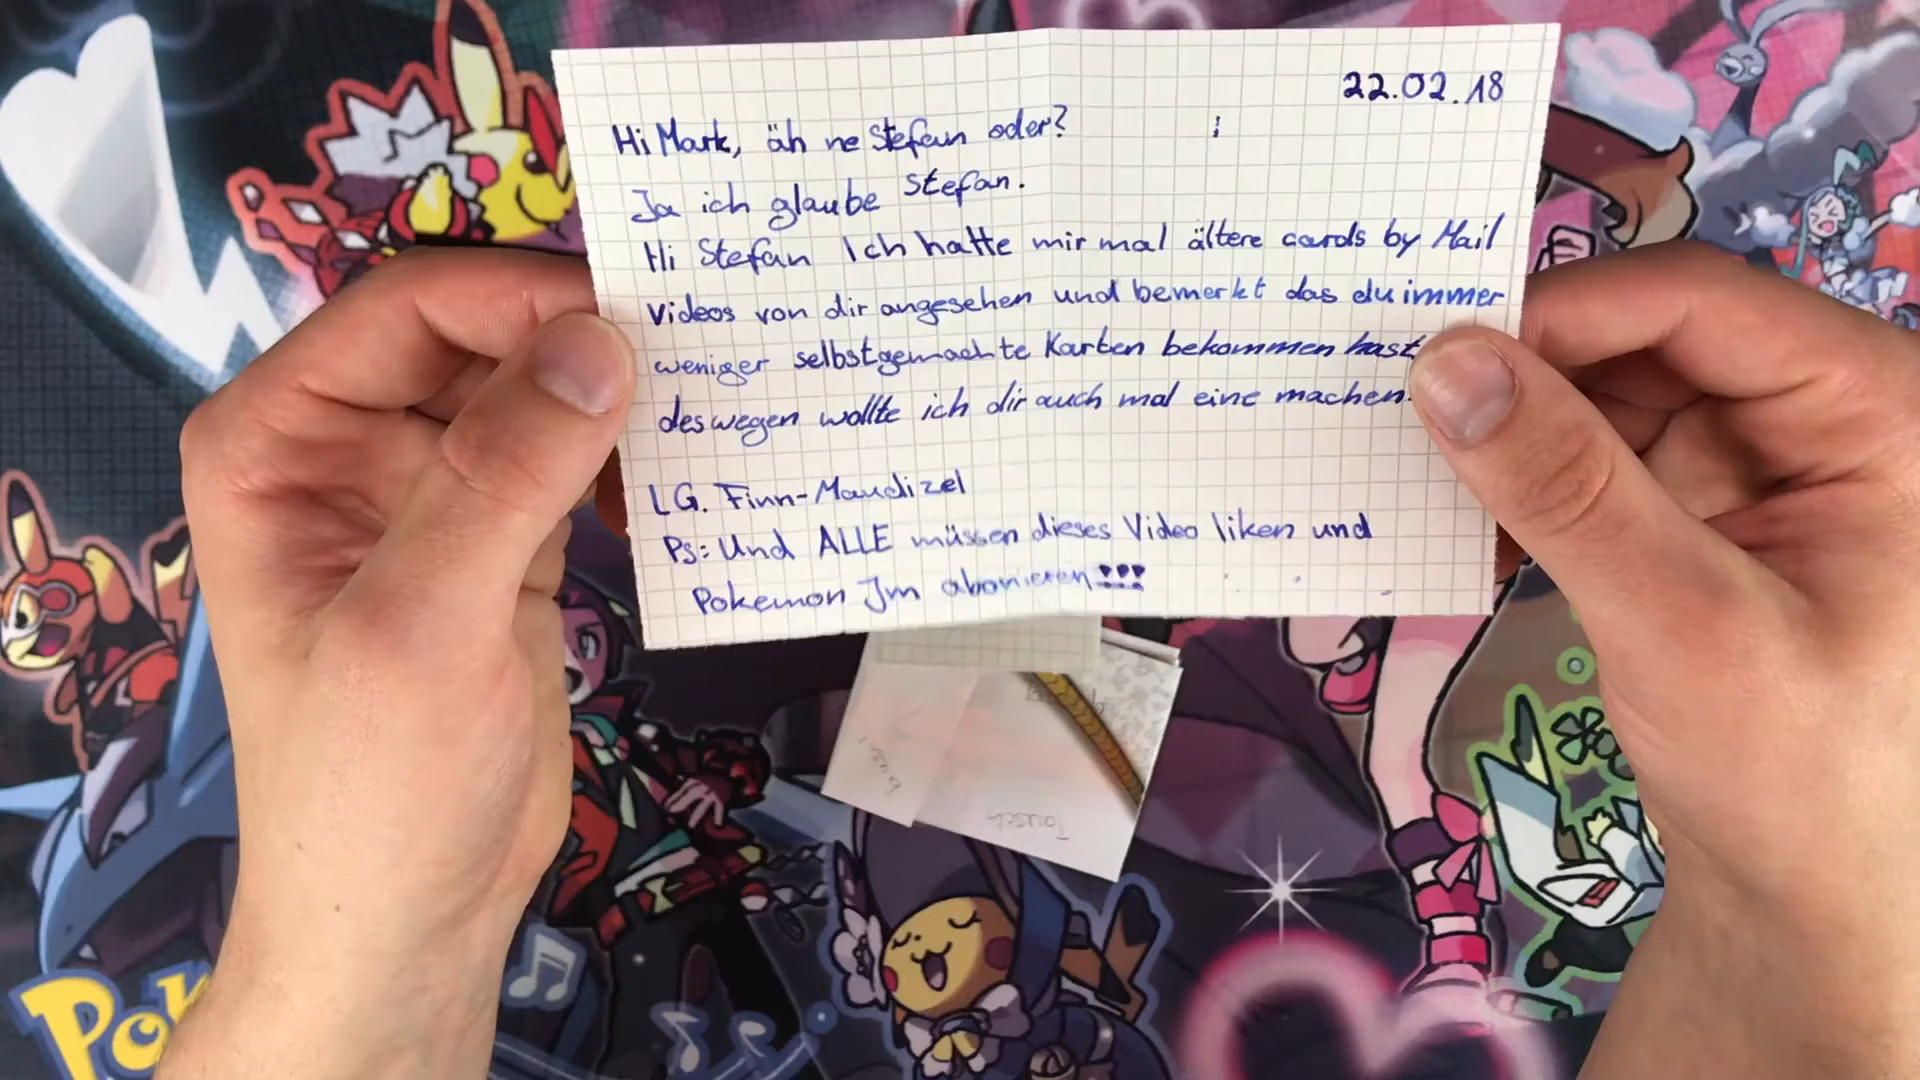 22.02.18
Hi Mark, äh ne Stefan oder?
Ja ich glaube Stefan.
Hi Stefan Ich hatte mir mal ältere cards by Mail
Videos von dir angesehen und bemerkt das du immer
weniger selbstgemachte Karten bekommen hast
deswegen wollte ich dir auch mal eine machen.
LG. Finn-Maudizel
Ps: Und ALLE müssen dieses Video liken und
Pokemon Jm abonieren!!!
Tausch
Pok